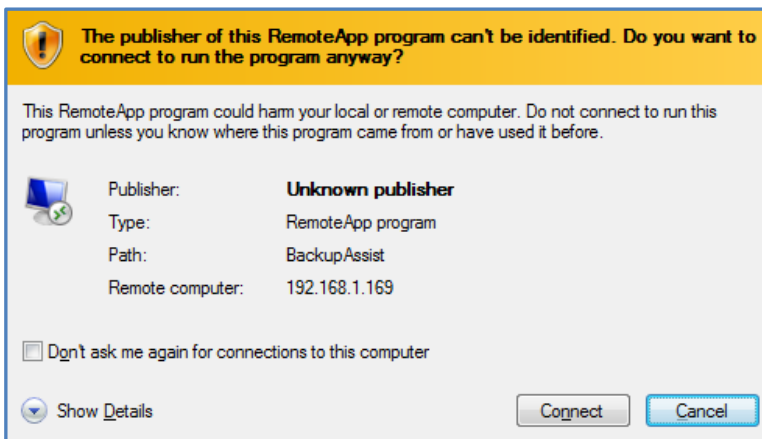 The publisher of this RemoteApp program can't be identified. Do you want to
connect to run the program anyway?
This RemoteApp program could harm your local or remote computer. Do not connect to run this
program unless you know where this program came from or have used it before.
Publisher: Unknown publisher
Type: RemoteApp program
Path: BackupAssist
Remote computer: 192.168.1.169
Don't ask me again for connections to this computer
Show Details Connect Cancel